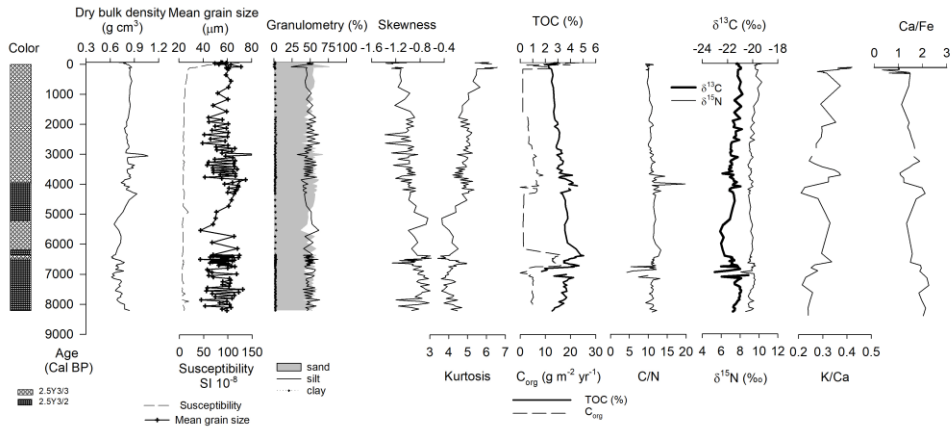 Dry bulk density
(g cm³)
Mean grain size
(μm)
Granulometry (%)
Skewness
TOC (%)
δ¹³C (‰)
Ca/Fe
Color
0.3 0.6 0.9 1.2
20 60 100
0 25 50 75 100
-1.6 -1.2 -0.8 -0.4
0 1 2 3 4 5 6
-24 -22 -20 -18
0 1 2 3
δ¹³C
δ¹⁵N
0
1000
2000
3000
4000
5000
6000
7000
8000
9000
Age
(Cal BP)
0 50 100 150
Susceptibility
SI 10⁻⁸
Susceptibility
Mean grain size
sand
silt
clay
3 4 5 6 7
Kurtosis
0 10 20 30
C org (g m⁻² yr⁻¹)
TOC (%)
C org
0 5 10 15 20
C/N
4 6 8 10 12
δ¹⁵N (‰)
0.2 0.3 0.4 0.5
K/Ca
2.5Y3/3
2.5Y3/2